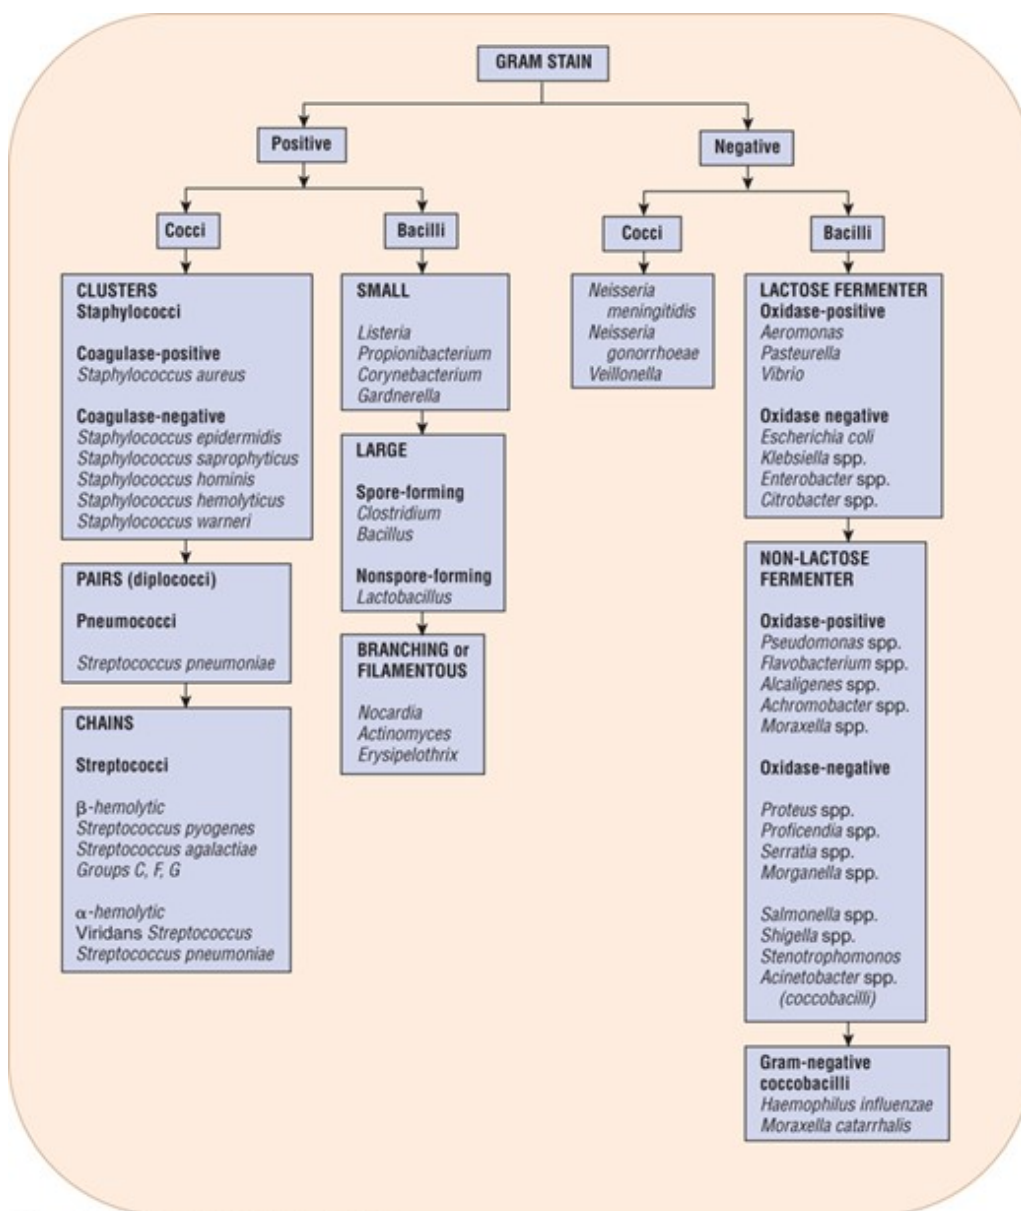 GRAM STAIN
Positive
Negative
Cocci
Bacilli
Cocci
Bacilli
CLUSTERS
Staphylococci
Coagulase-positive
Staphylococcus aureus
Coagulase-negative
Staphylococcus epidermidis
Staphylococcus saprophyticus
Staphylococcus hominis
Staphylococcus hemolyticus
Staphylococcus warneri
PAIRS (diplococci)
Pneumococci
Streptococcus pneumoniae
CHAINS
Streptococci
β-hemolytic
Streptococcus pyogenes
Streptococcus agalactiae
Groups C, F, G
α-hemolytic
Viridans Streptococcus
Streptococcus pneumoniae
SMALL
Listeria
Propionibacterium
Corynebacterium
Gardnerella
LARGE
Spore-forming
Clostridium
Bacillus
Nonspore-forming
Lactobacillus
BRANCHING or
FILAMENTOUS
Nocardia
Actinomyces
Erysipelothrix
Neisseria
meningitidis
Neisseria
gonorrhoeae
Veillonella
LACTOSE FERMENTER
Oxidase-positive
Aeromonas
Pasteurella
Vibrio
Oxidase negative
Escherichia coli
Klebsiella spp.
Enterobacter spp.
Citrobacter spp.
NON-LACTOSE
FERMENTER
Oxidase-positive
Pseudomonas spp.
Flavobacterium spp.
Alcaligenes spp.
Achromobacter spp.
Moraxella spp.
Oxidase-negative
Proteus spp.
Proficendia spp.
Serratia spp.
Morganella spp.
Salmonella spp.
Shigella spp.
Stenotrophomonos
Acinetobacter spp.
(coccobacilli)
Gram-negative
coccobacilli
Haemophilus influenzae
Moraxella catarrhalis